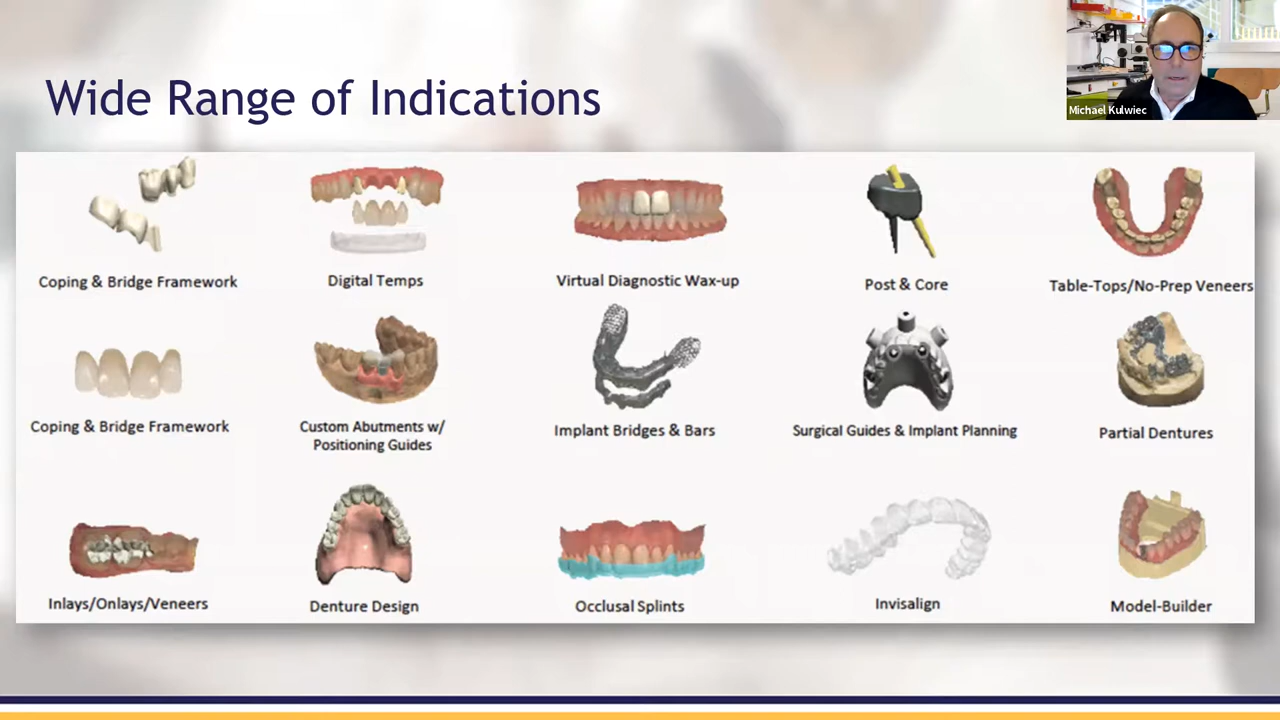 Wide Range of Indications
Michael Kulwiec
Coping & Bridge Framework
Digital Temps
Virtual Diagnostic Wax-up
Post & Core
Table-Tops/No-Prep Veneers
Coping & Bridge Framework
Custom Abutments w/
Positioning Guides
Implant Bridges & Bars
Surgical Guides & Implant Planning
Partial Dentures
Inlays/Onlays/Veneers
Denture Design
Occlusal Splints
Invisalign
Model-Builder